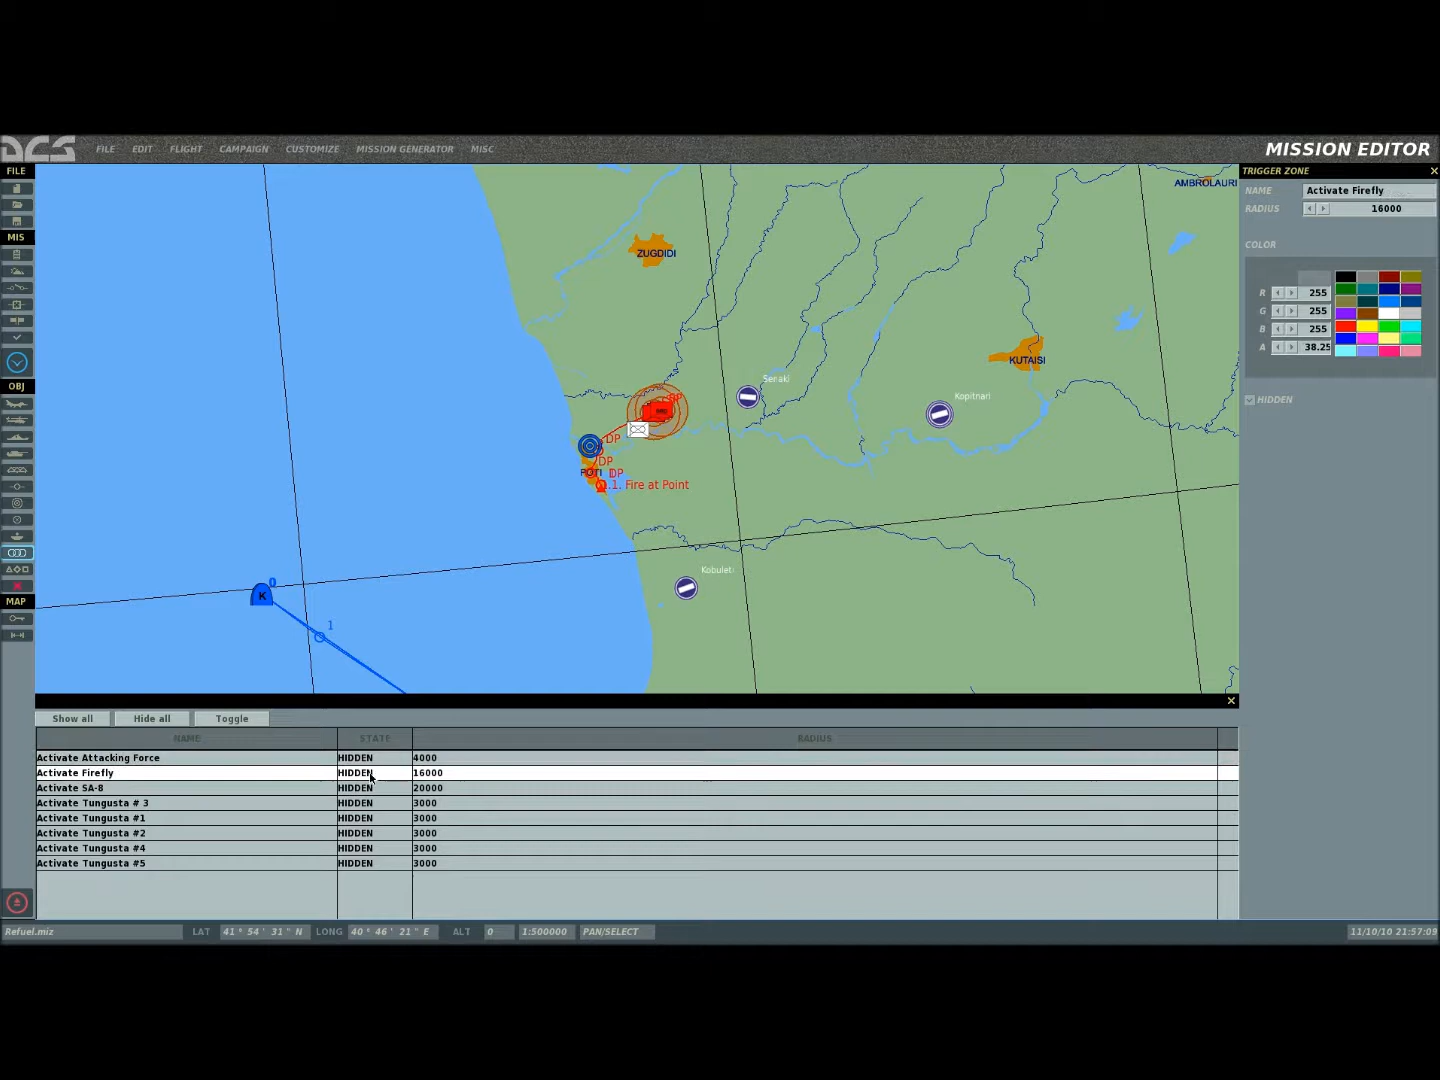 DCS FILE EDIT FLIGHT CAMPAIGN CUSTOMIZE MISSION GENERATOR MISC MISSION EDITOR
FILE
MIS
OBJ
MAP
AMBROLAURI
ZUGDIDI
KUTAISI
Senaki
Kopitnari
DP
DP
DP
POTI
DP
1. Fire at Point
Kobuleti
K
0
1
TRIGGER ZONE
NAME Activate Firefly
RADIUS 16000
COLOR
R 255
G 255
B 255
A 38.25
HIDDEN
Show all Hide all Toggle
NAME STATE RADIUS
Activate Attacking Force HIDDEN 4000
Activate Firefly HIDDEN 16000
Activate SA-8 HIDDEN 20000
Activate Tungusta # 3 HIDDEN 3000
Activate Tungusta #1 HIDDEN 3000
Activate Tungusta #2 HIDDEN 3000
Activate Tungusta #4 HIDDEN 3000
Activate Tungusta #5 HIDDEN 3000
Refuel.miz LAT 41 ° 54 ' 31 " N LONG 40 ° 46 ' 21 " E ALT 0 1:500000 PAN/SELECT 11/10/10 21:57:09